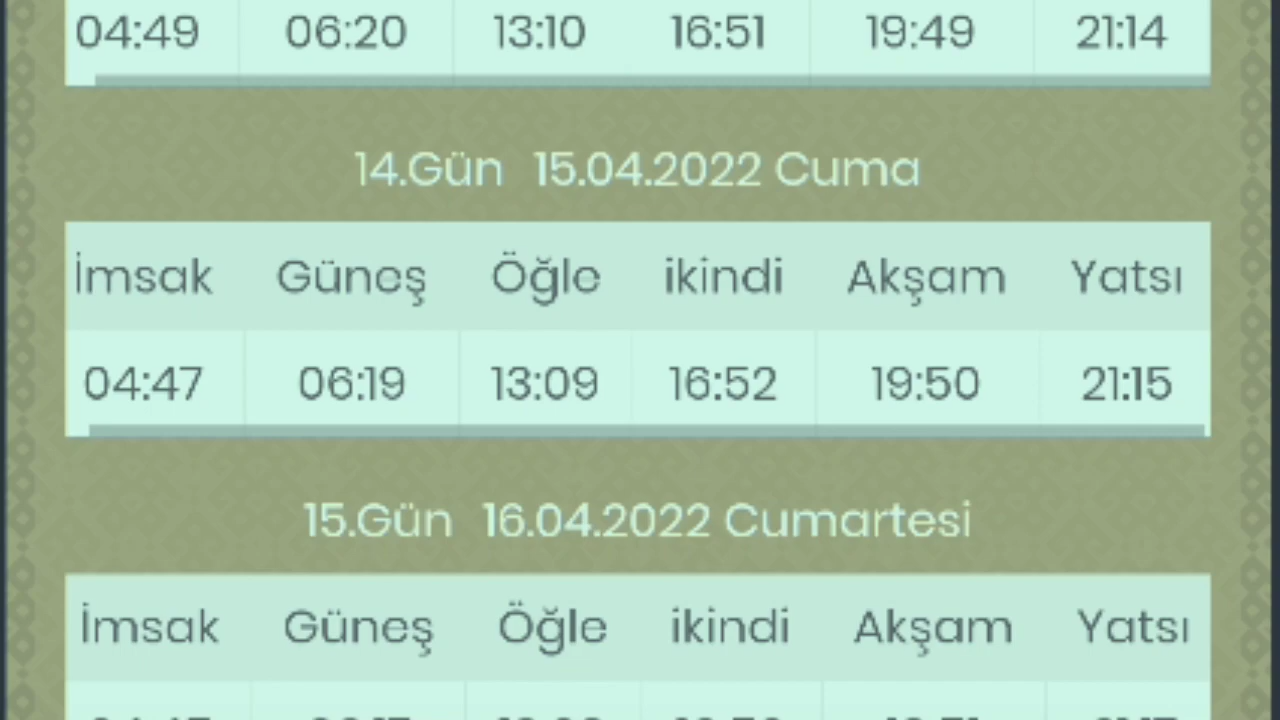 04:49 06:20 13:10 16:51 19:49 21:14
14.Gün 15.04.2022 Cuma
İmsak Güneş Öğle ikindi Akşam Yatsı
04:47 06:19 13:09 16:52 19:50 21:15
15.Gün 16.04.2022 Cumartesi
İmsak Güneş Öğle ikindi Akşam Yatsı